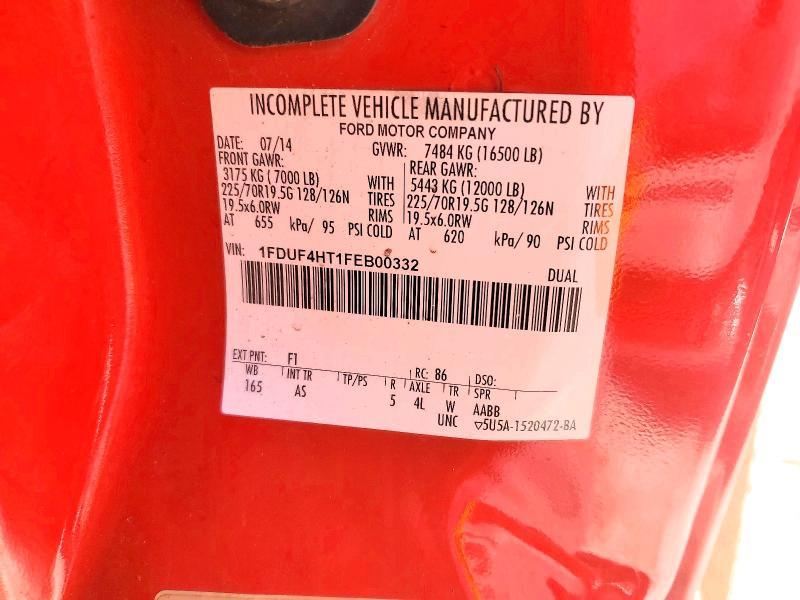 INCOMPLETE VEHICLE MANUFACTURED BY
FORD MOTOR COMPANY
DATE: 07/14 GVWR: 7484 KG (16500 LB)
FRONT GAWR: REAR GAWR:
3175 KG (7000 LB) WITH 5443 KG (12000 LB) WITH
225/70R19.5G 128/126N TIRES 225/70R19.5G 128/126N TIRES
19.5x6.0RW RIMS 19.5x6.0RW RIMS
AT 655 kPa/ 95 PSI COLD AT 620 kPa/ 90 PSI COLD
VIN: 1FDUF4HT1FEB00332
DUAL
EXT PNT: F1 RC: 86 DSO:
WB INT TR TP/PS R AXLE TR SPR
165 AS 5 4L W AABB
UNC ▽5U5A-1520472-BA